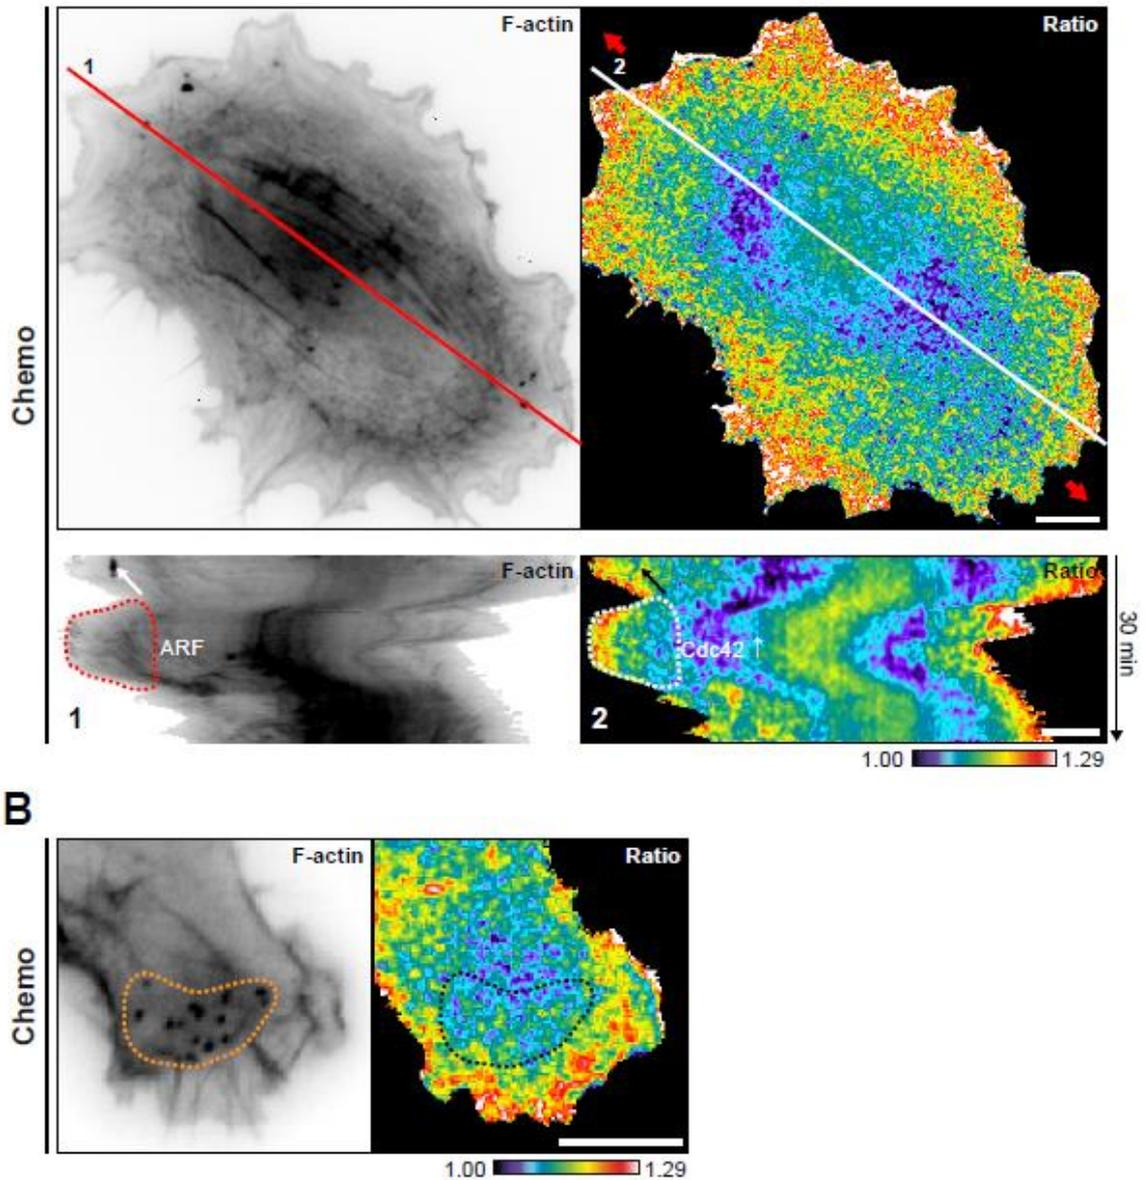 F-actin
Ratio
1
2
Chemo
F-actin
Ratio
ARF
Cdc42 ↑
1
2
30 min
1.00
1.29
B
F-actin
Ratio
Chemo
1.00
1.29